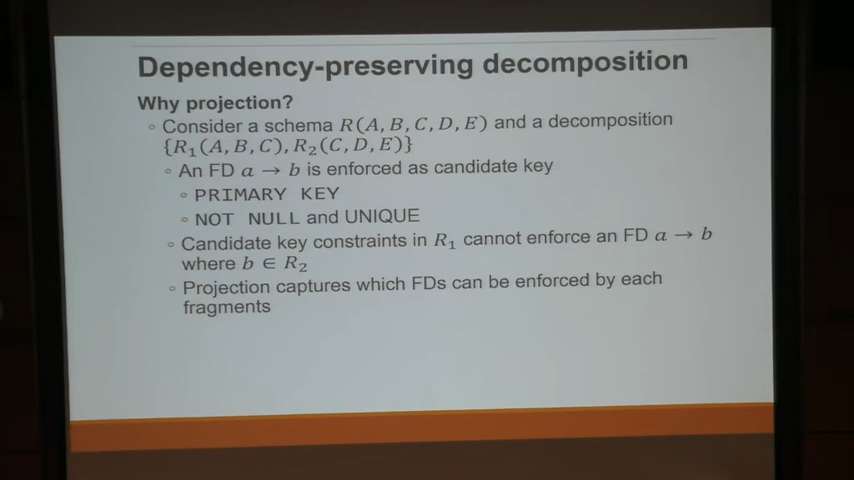 Dependency-preserving decomposition
Why projection?
◦ Consider a schema R(A, B, C, D, E) and a decomposition
{R₁(A, B, C), R₂(C, D, E)}
◦ An FD a → b is enforced as candidate key
◦ PRIMARY KEY
◦ NOT NULL and UNIQUE
◦ Candidate key constraints in R₁ cannot enforce an FD a → b
where b ∈ R₂
◦ Projection captures which FDs can be enforced by each
fragments